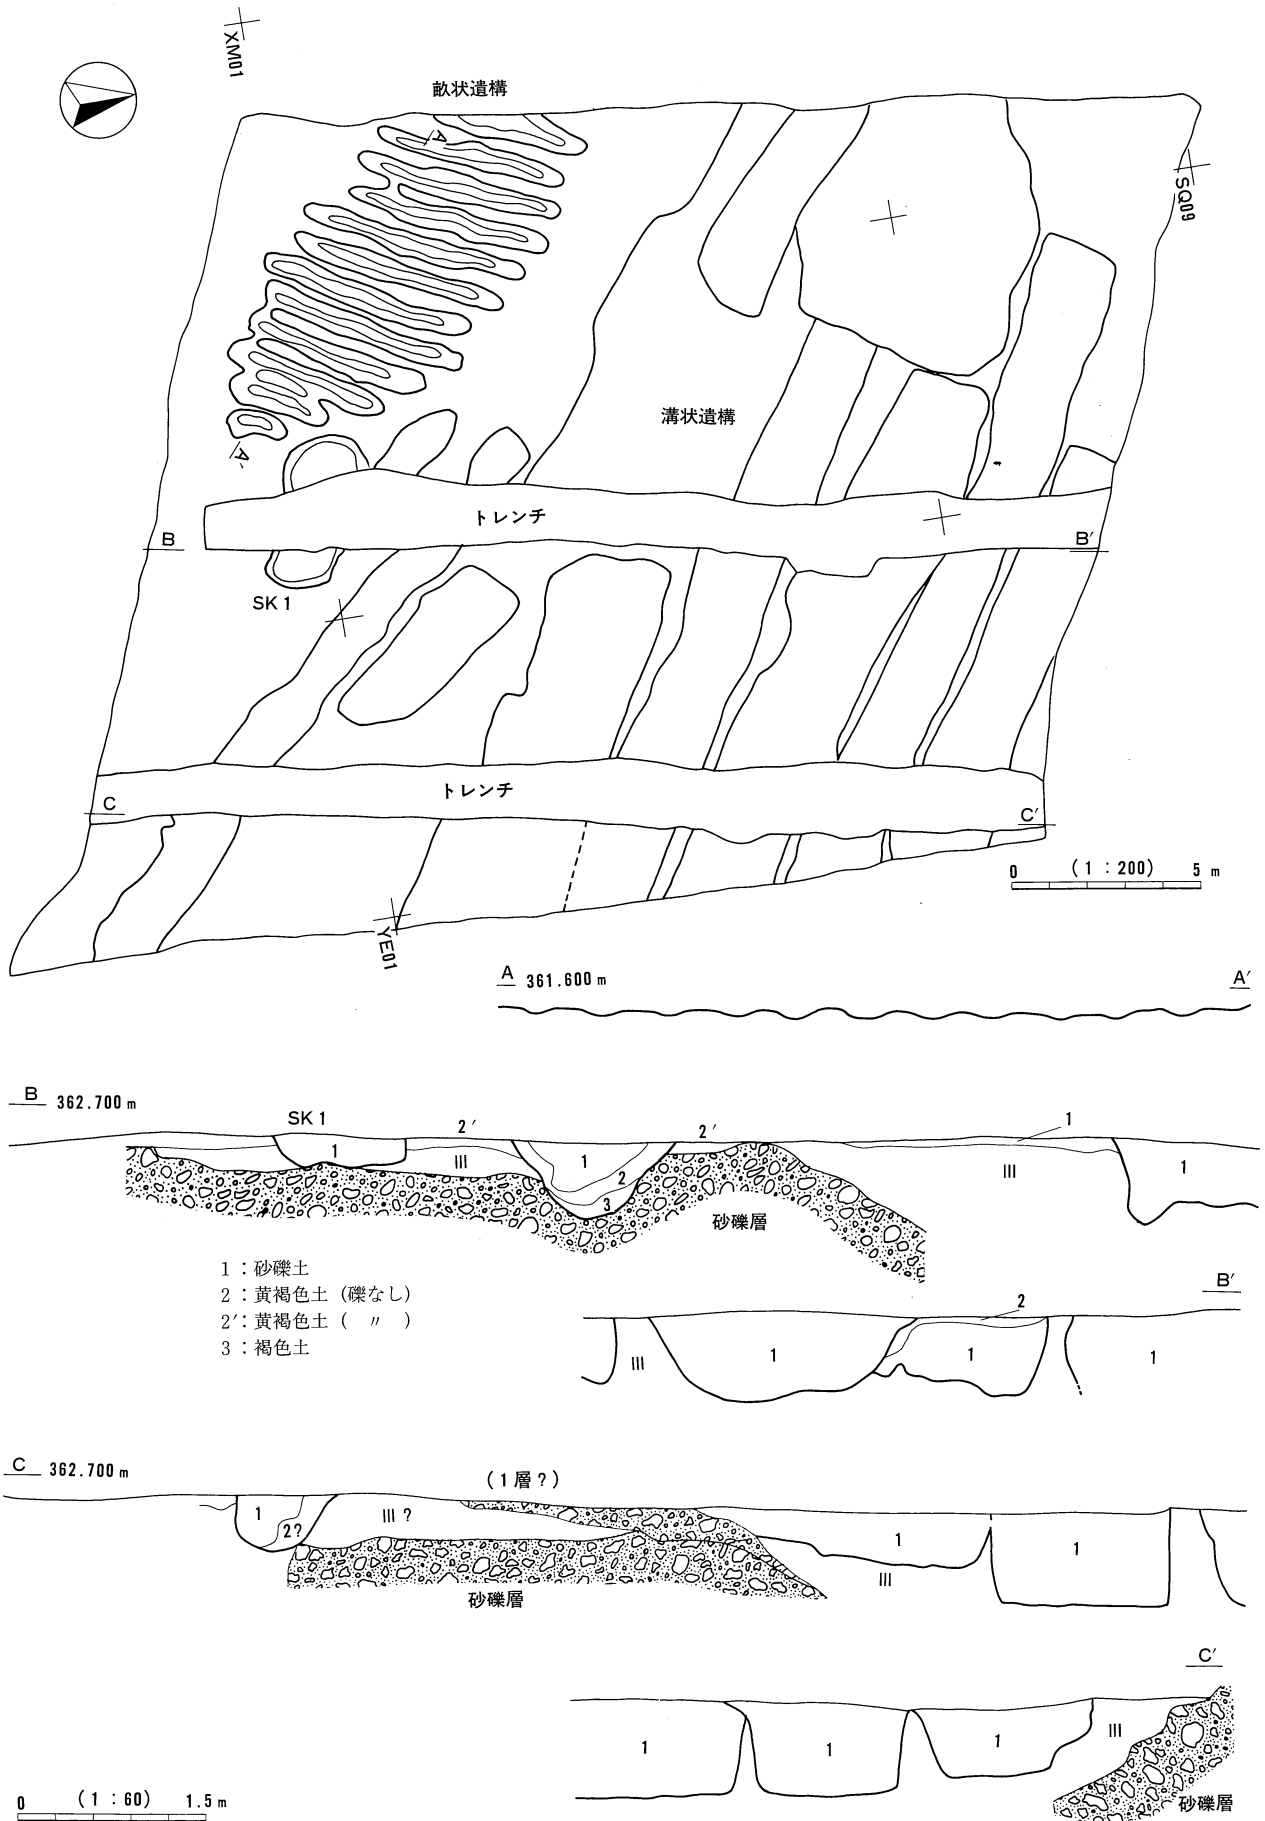 XM01
畝状遺構
A
SQ09
溝状遺構
A′
トレンチ
B
B′
SK 1
トレンチ
C
C′
0 (1 : 200) 5 m
YE01
A 361.600 m
A′
B 362.700 m
SK 1
2′
2′
1
1
III
1
2
3
III
1
砂礫層
1：砂礫土
2：黄褐色土（礫なし）
2′：黄褐色土（ 〃 ）
3：褐色土
B′
2
III
1
1
1
C 362.700 m
(1層?)
1
2?
III ?
1
1
III
砂礫層
C′
1
1
1
III
砂礫層
0 (1 : 60) 1.5 m